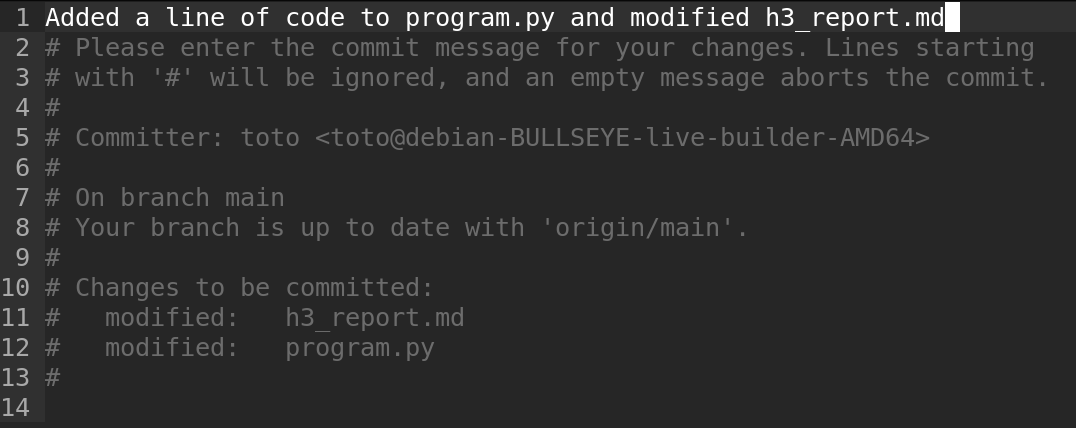 1 Added a line of code to program.py and modified h3_report.md
2 # Please enter the commit message for your changes. Lines starting
3 # with '#' will be ignored, and an empty message aborts the commit.
4 #
5 # Committer: toto <toto@debian-BULLSEYE-live-builder-AMD64>
6 #
7 # On branch main
8 # Your branch is up to date with 'origin/main'.
9 #
10 # Changes to be committed:
11 #   modified:   h3_report.md
12 #   modified:   program.py
13 #
14